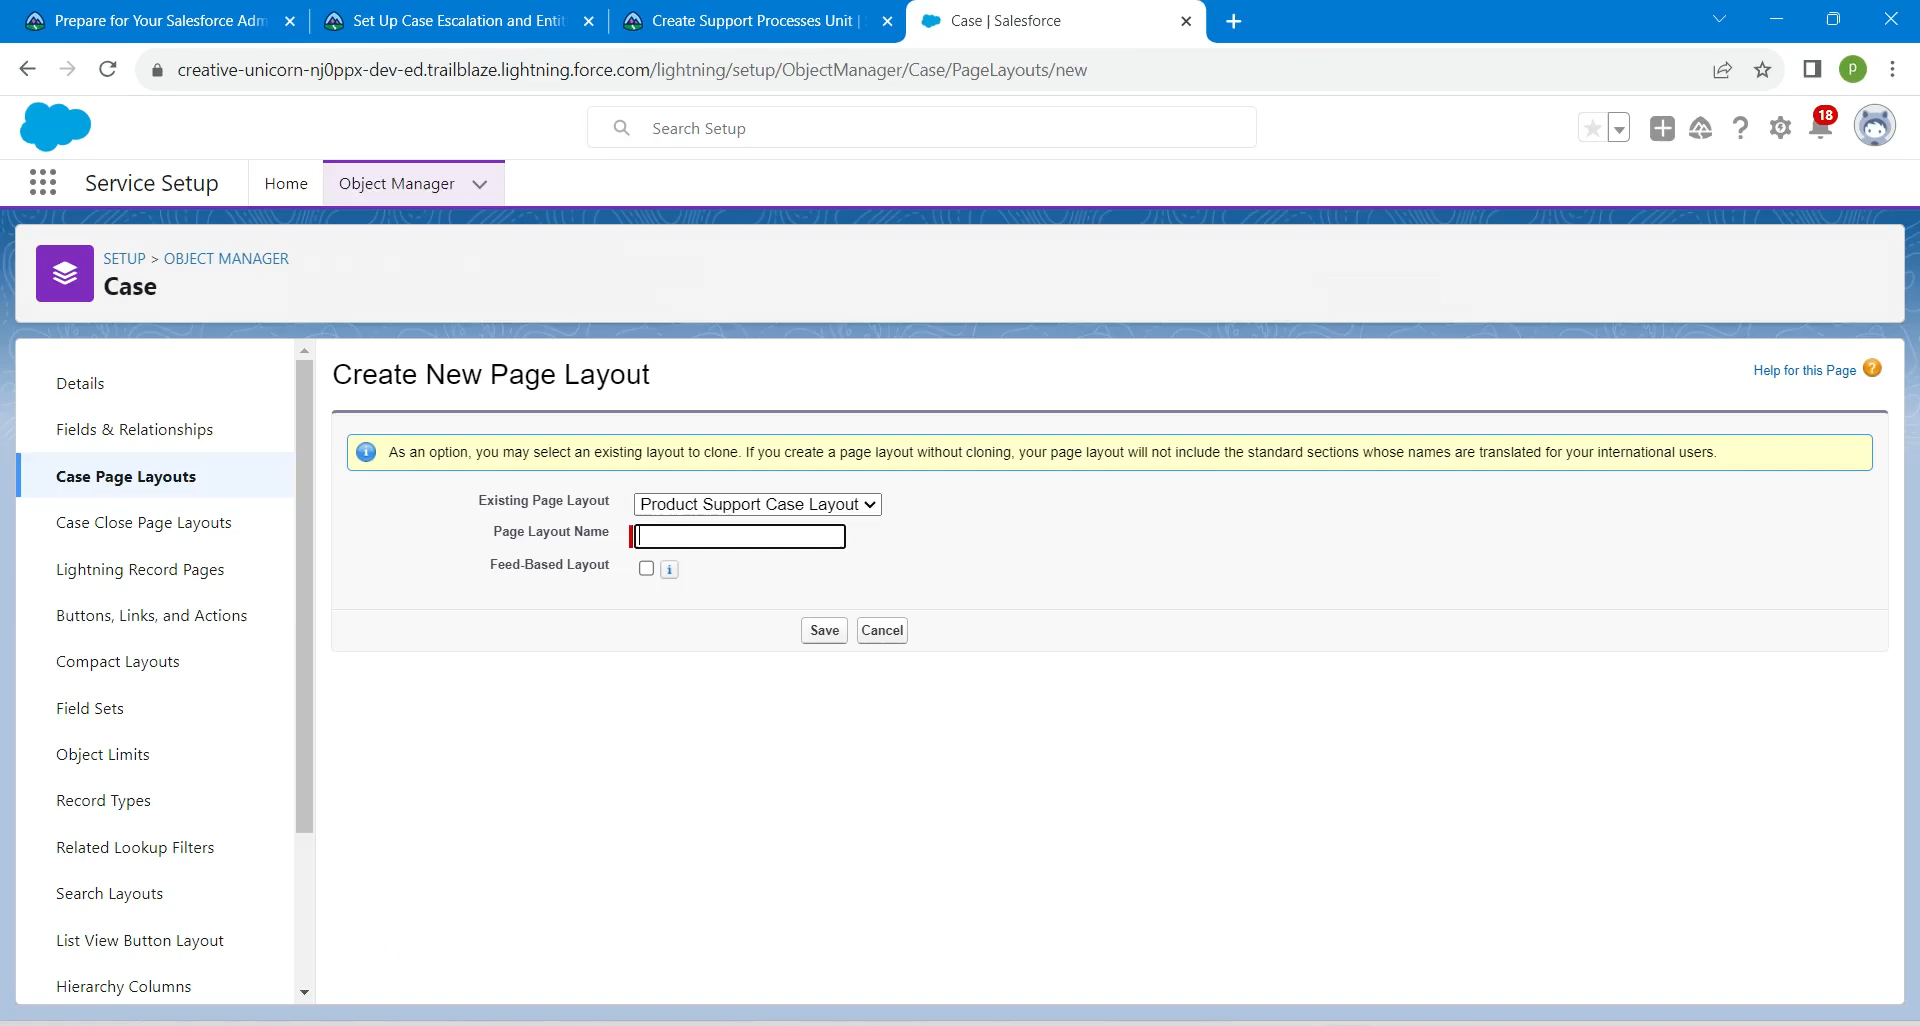 Prepare for Your Salesforce Adm
Set Up Case Escalation and Entit
Create Support Processes Unit |
Case | Salesforce
creative-unicorn-nj0ppx-dev-ed.trailblaze.lightning.force.com/lightning/setup/ObjectManager/Case/PageLayouts/new
P
Search Setup
18
Service Setup
Home
Object Manager
SETUP > OBJECT MANAGER
Case
Details
Fields & Relationships
Case Page Layouts
Case Close Page Layouts
Lightning Record Pages
Buttons, Links, and Actions
Compact Layouts
Field Sets
Object Limits
Record Types
Related Lookup Filters
Search Layouts
List View Button Layout
Hierarchy Columns
Create New Page Layout
Help for this Page
As an option, you may select an existing layout to clone. If you create a page layout without cloning, your page layout will not include the standard sections whose names are translated for your international users.
Existing Page Layout Product Support Case Layout
Page Layout Name
Feed-Based Layout
Save Cancel